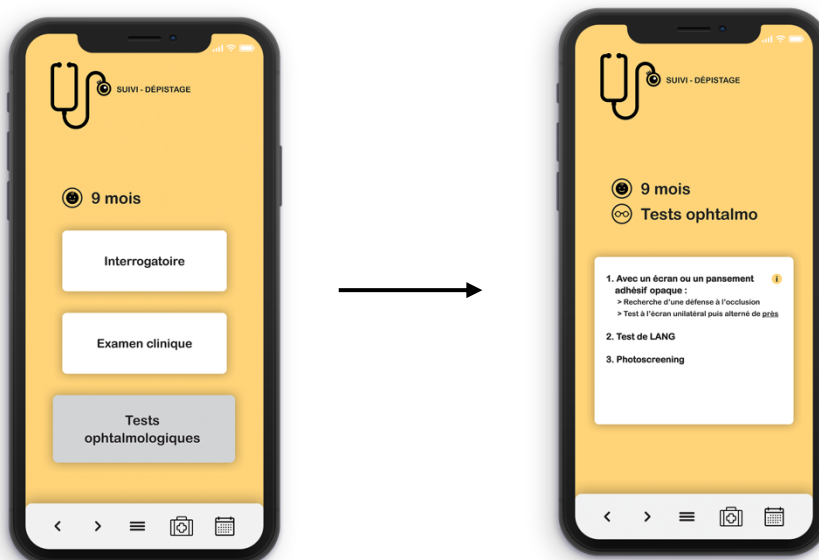 SUIVI - DÉPISTAGE
9 mois
Interrogatoire
Examen clinique
Tests
ophtalmologiques
SUIVI - DÉPISTAGE
9 mois
Tests ophtalmo
1. Avec un écran ou un pansement
adhésif opaque :
> Recherche d'une défense à l'occlusion
> Test à l'écran unilatéral puis alterné de près
2. Test de LANG
3. Photoscreening